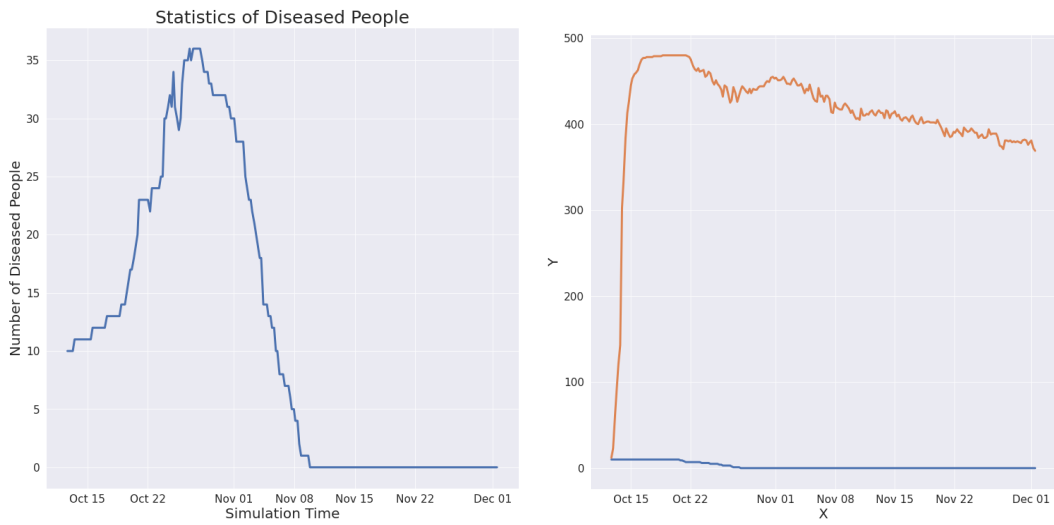 Statistics of Diseased People
Number of Diseased People
35
30
25
20
15
10
5
0
Oct 15 Oct 22 Nov 01 Nov 08 Nov 15 Nov 22 Dec 01
Simulation Time
Y
500
400
300
200
100
0
Oct 15 Oct 22 Nov 01 Nov 08 Nov 15 Nov 22 Dec 01
X